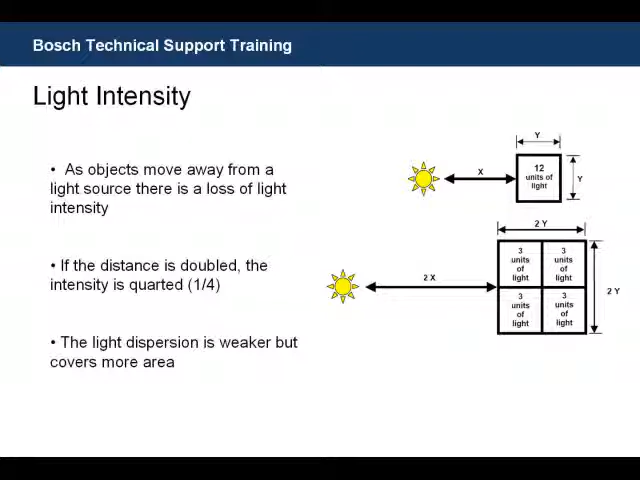 Bosch Technical Support Training
Light Intensity
• As objects move away from a
light source there is a loss of light
intensity
• If the distance is doubled, the
intensity is quarted (1/4)
• The light dispersion is weaker but
covers more area
Y
X
12
units of
light
Y
2 Y
2 X
3
units
of
light
3
units
of
light
3
units
of
light
3
units
of
light
2 Y